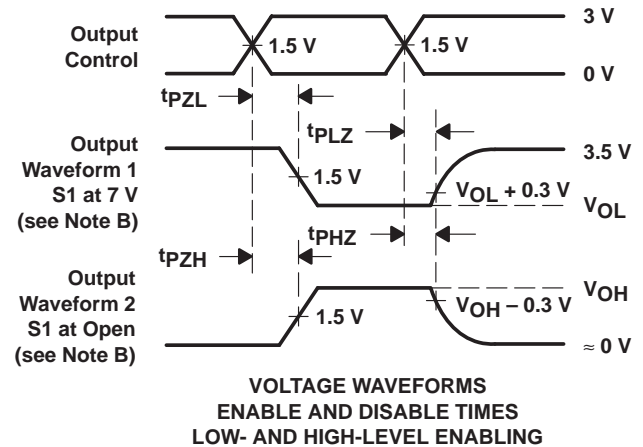 Output
Control
1.5 V
1.5 V
3 V
0 V
tPZL
tPLZ
Output
Waveform 1
S1 at 7 V
(see Note B)
1.5 V
3.5 V
VOL + 0.3 V
VOL
tPZH
tPHZ
Output
Waveform 2
S1 at Open
(see Note B)
1.5 V
VOH
VOH – 0.3 V
≈ 0 V
VOLTAGE WAVEFORMS
ENABLE AND DISABLE TIMES
LOW- AND HIGH-LEVEL ENABLING